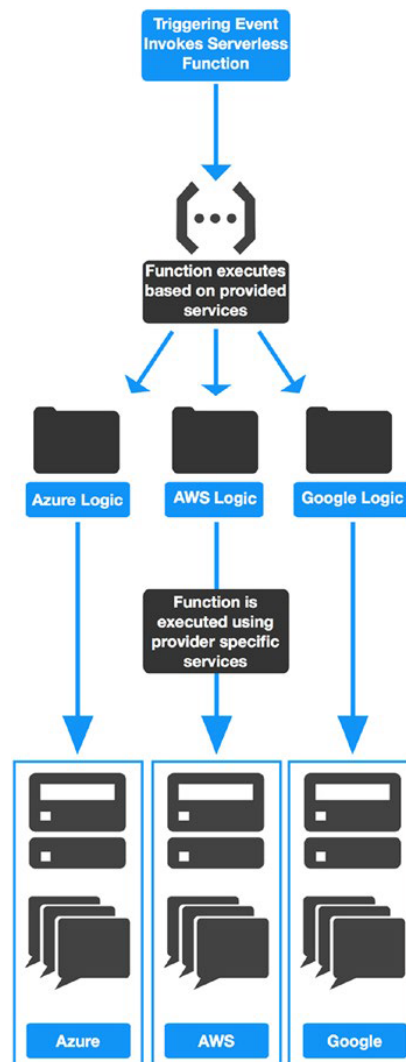 Triggering Event
Invokes Serverless
Function
Function executes
based on provided
services
Azure Logic
AWS Logic
Google Logic
Function is
executed using
provider specific
services
Azure
AWS
Google